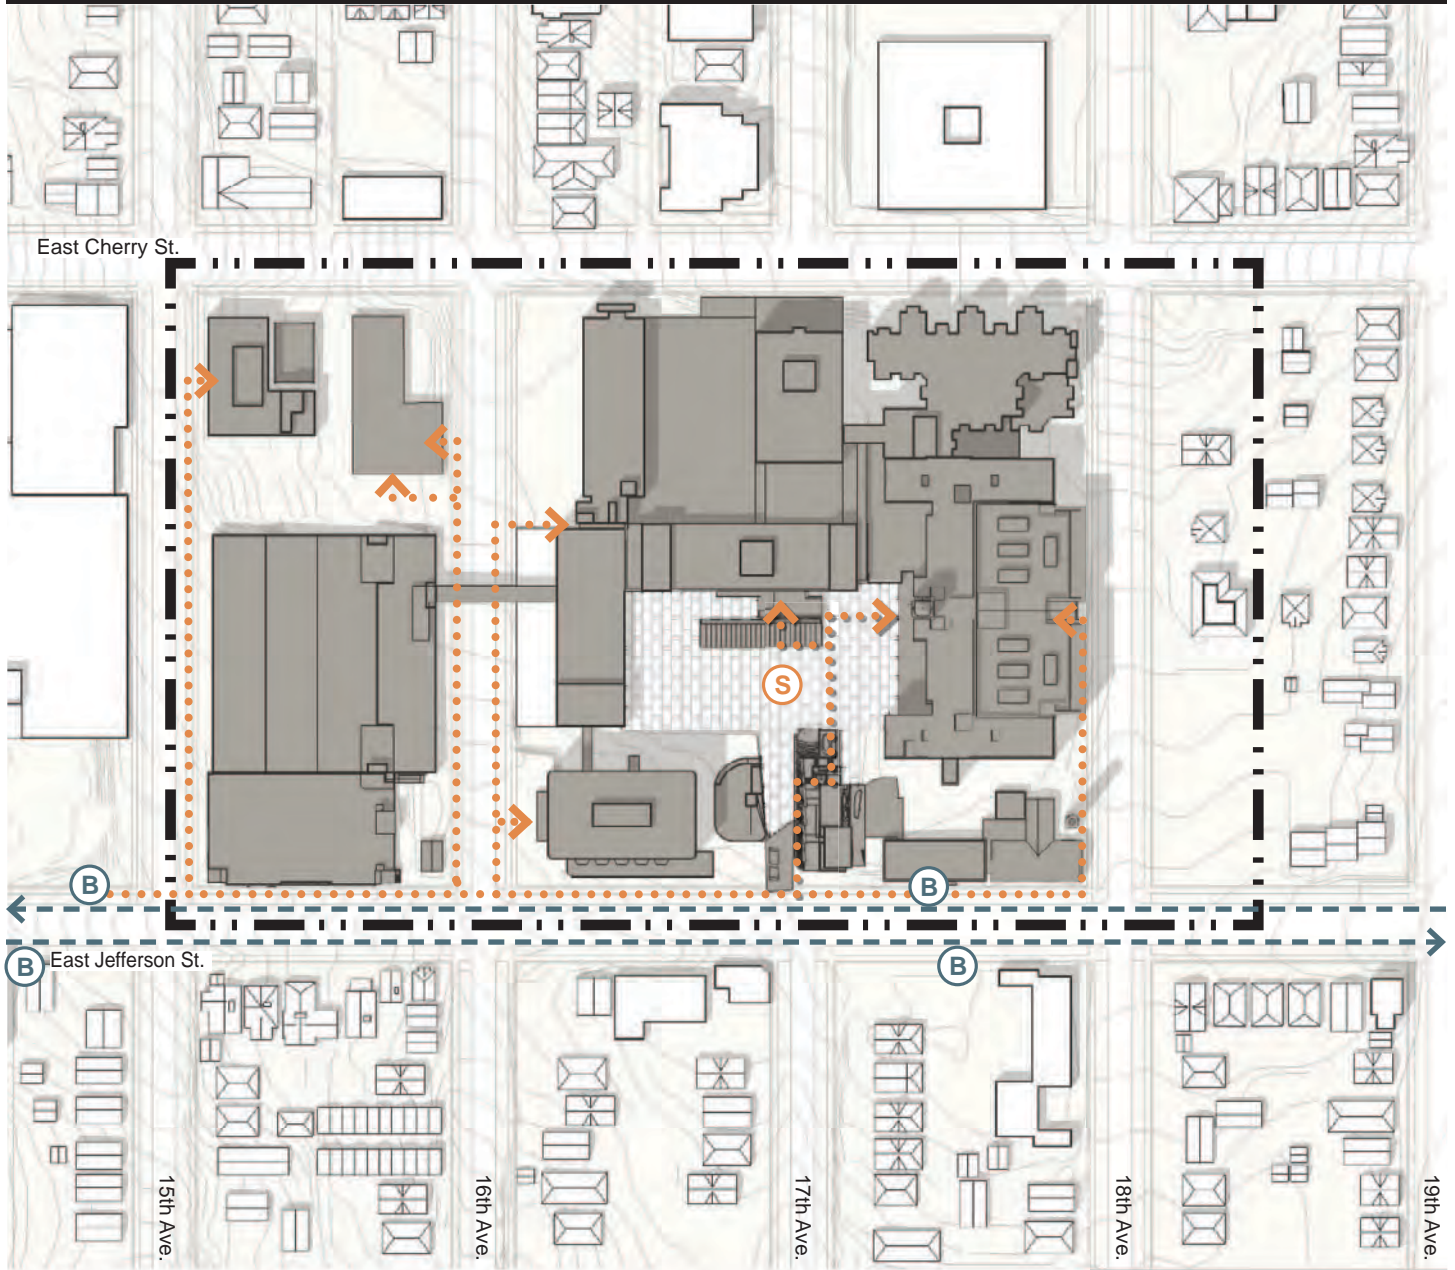 East Cherry St.
S
B
B
B
East Jefferson St.
B
15th Ave.
16th Ave.
17th Ave.
18th Ave.
19th Ave.